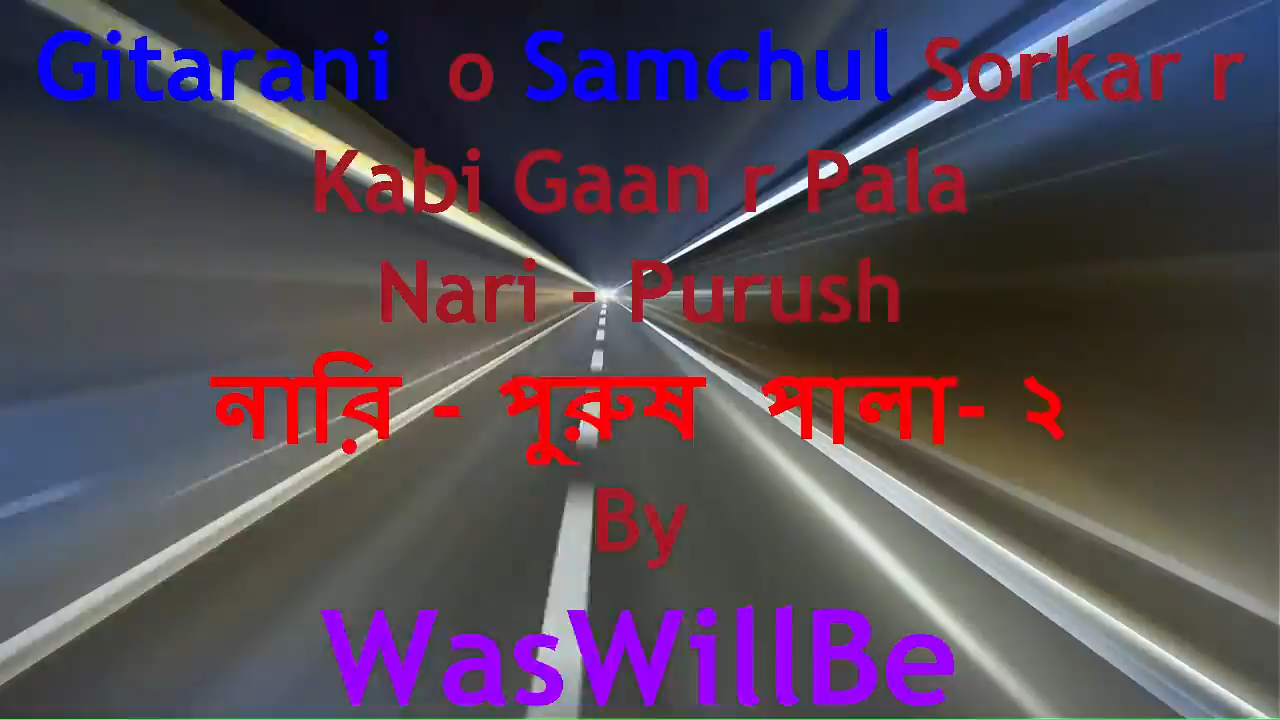 Gitarani o Samchul Sorkar r
Kabi Gaan r Pala
Nari - Purush
নারি - পুরুষ পালা- ২
By
WasWillBe